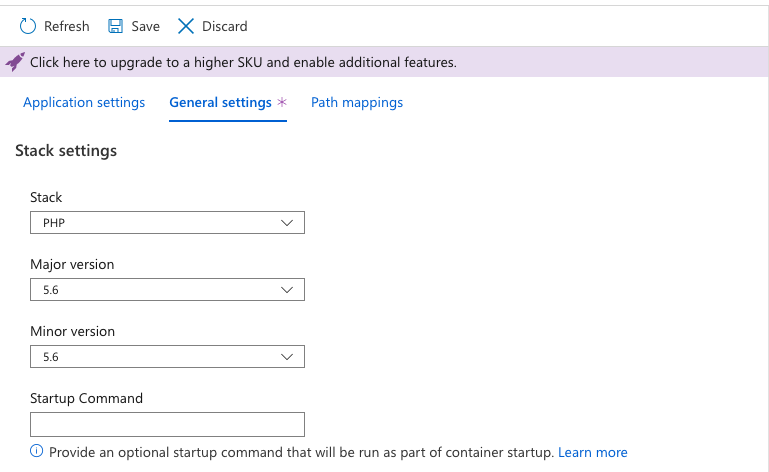 Refresh Save Discard
Click here to upgrade to a higher SKU and enable additional features.
Application settings General settings * Path mappings
Stack settings
Stack
PHP
Major version
5.6
Minor version
5.6
Startup Command
Provide an optional startup command that will be run as part of container startup. Learn more